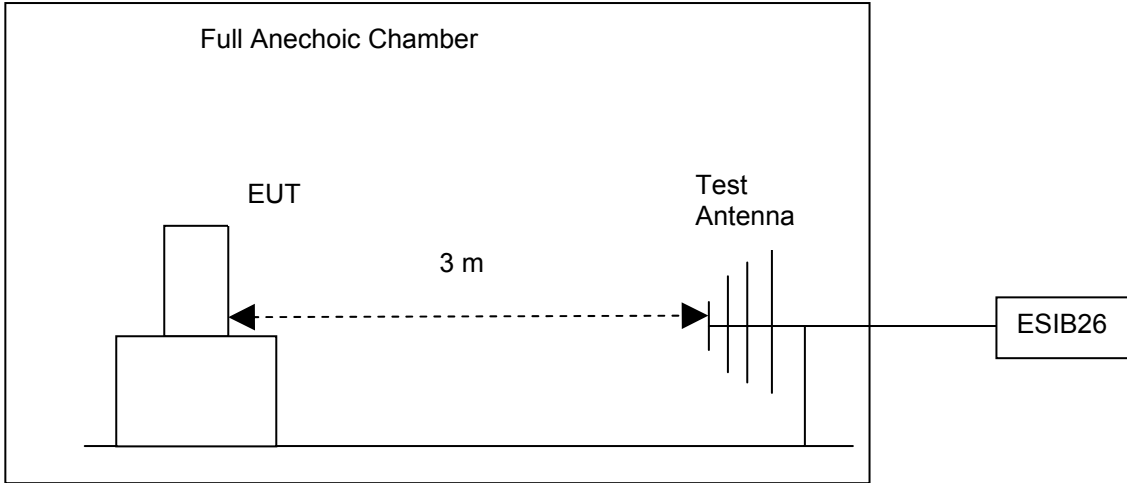 Full Anechoic Chamber
EUT
Test
Antenna
3 m
ESIB26